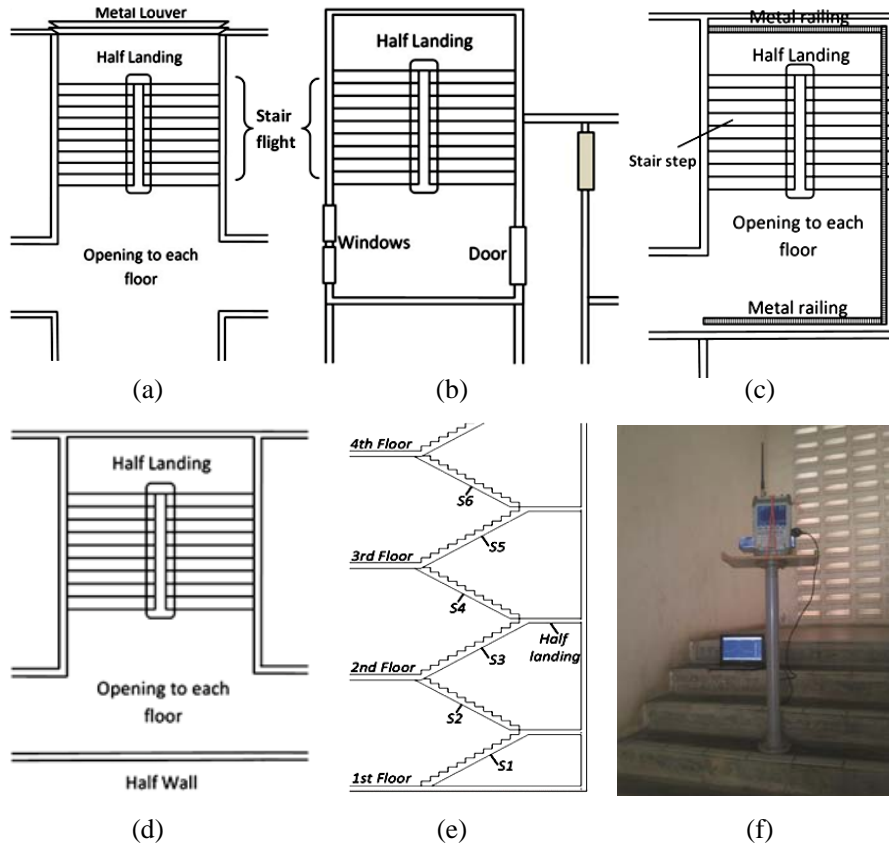 Metal Louver
Half Landing
Stair
flight
Opening to each
floor
(a)
Half Landing
Windows
Door
(b)
Metal railing
Half Landing
Stair step
Opening to each
floor
Metal railing
(c)
Half Landing
Opening to each
floor
Half Wall
(d)
4th Floor
S6
S5
3rd Floor
S4
Half
landing
S3
2nd Floor
S2
S1
1st Floor
(e)
(f)